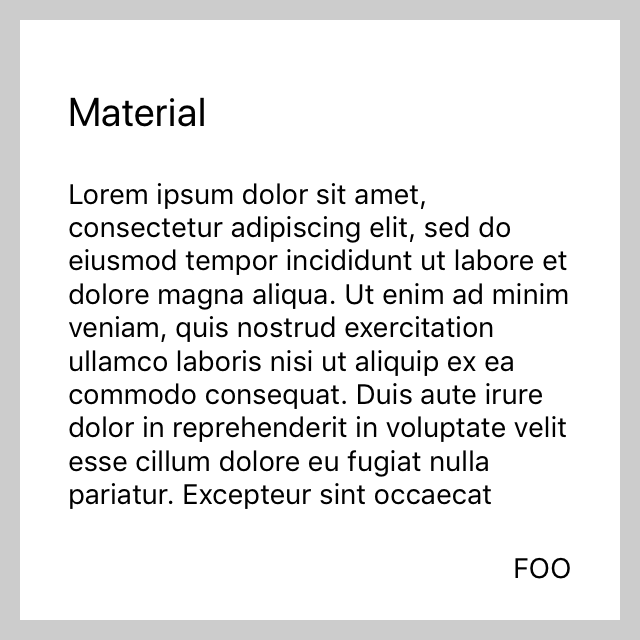 Material
Lorem ipsum dolor sit amet,
consectetur adipiscing elit, sed do
eiusmod tempor incididunt ut labore et
dolore magna aliqua. Ut enim ad minim
veniam, quis nostrud exercitation
ullamco laboris nisi ut aliquip ex ea
commodo consequat. Duis aute irure
dolor in reprehenderit in voluptate velit
esse cillum dolore eu fugiat nulla
pariatur. Excepteur sint occaecat
FOO